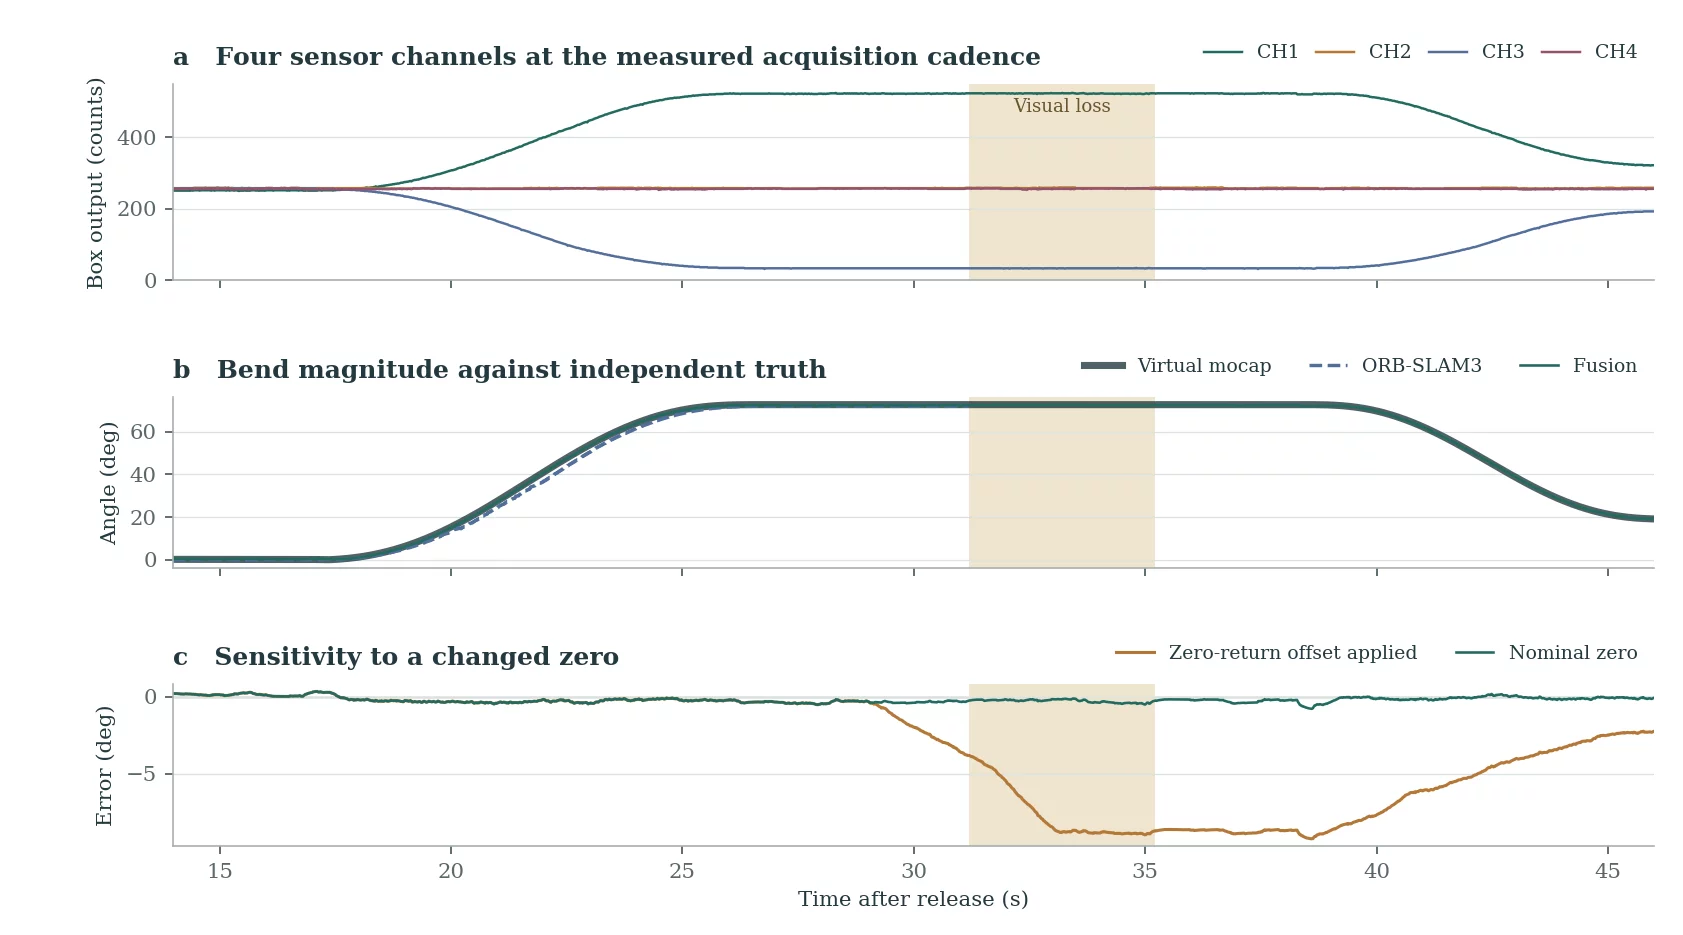 a Four sensor channels at the measured acquisition cadence
CH1 CH2 CH3 CH4
Box output (counts)
400
200
0
Visual loss
b Bend magnitude against independent truth
Virtual mocap ORB-SLAM3 Fusion
Angle (deg)
60
40
20
0
c Sensitivity to a changed zero
Zero-return offset applied Nominal zero
Error (deg)
0
−5
15 20 25 30 35 40 45
Time after release (s)